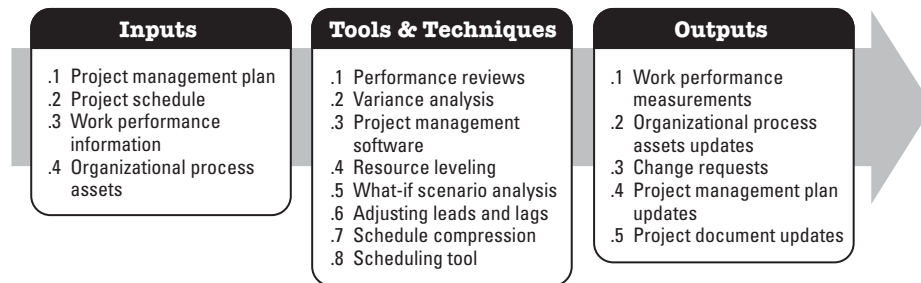 Inputs
.1 Project management plan
.2 Project schedule
.3 Work performance
information
.4 Organizational process
assets
Tools & Techniques
.1 Performance reviews
.2 Variance analysis
.3 Project management
software
.4 Resource leveling
.5 What-if scenario analysis
.6 Adjusting leads and lags
.7 Schedule compression
.8 Scheduling tool
Outputs
.1 Work performance
measurements
.2 Organizational process
assets updates
.3 Change requests
.4 Project management plan
updates
.5 Project document updates